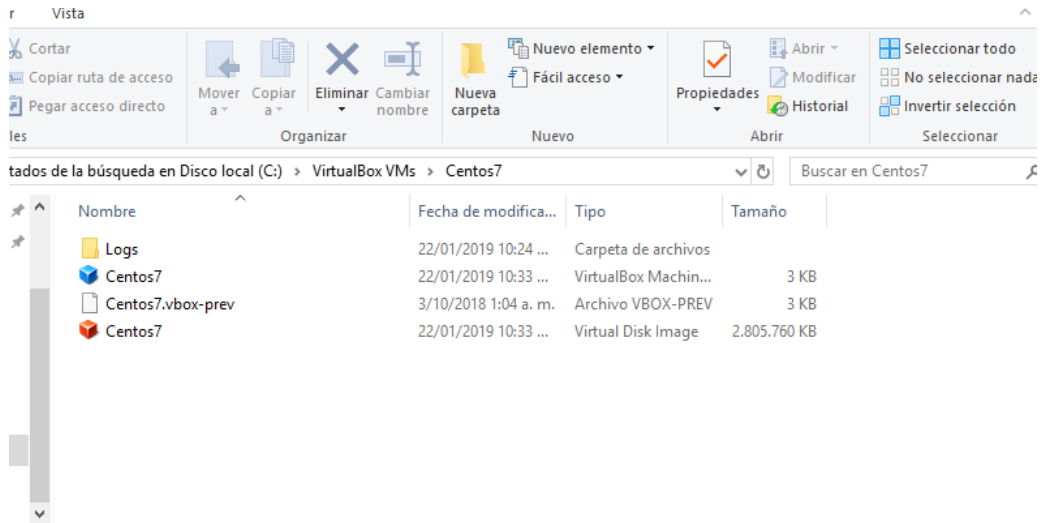 r Vista
Cortar
Copiar ruta de acceso
Pegar acceso directo
les
Mover a
Copiar a
Eliminar
Cambiar nombre
Organizar
Nueva carpeta
Nuevo elemento
Fácil acceso
Nuevo
Propiedades
Abrir
Modificar
Historial
Abrir
Seleccionar todo
No seleccionar nada
Invertir selección
Seleccionar
tados de la búsqueda en Disco local (C:) > VirtualBox VMs > Centos7
Buscar en Centos7
Nombre Fecha de modifica... Tipo Tamaño
Logs 22/01/2019 10:24 ... Carpeta de archivos
Centos7 22/01/2019 10:33 ... VirtualBox Machin... 3 KB
Centos7.vbox-prev 3/10/2018 1:04 a. m. Archivo VBOX-PREV 3 KB
Centos7 22/01/2019 10:33 ... Virtual Disk Image 2.805.760 KB